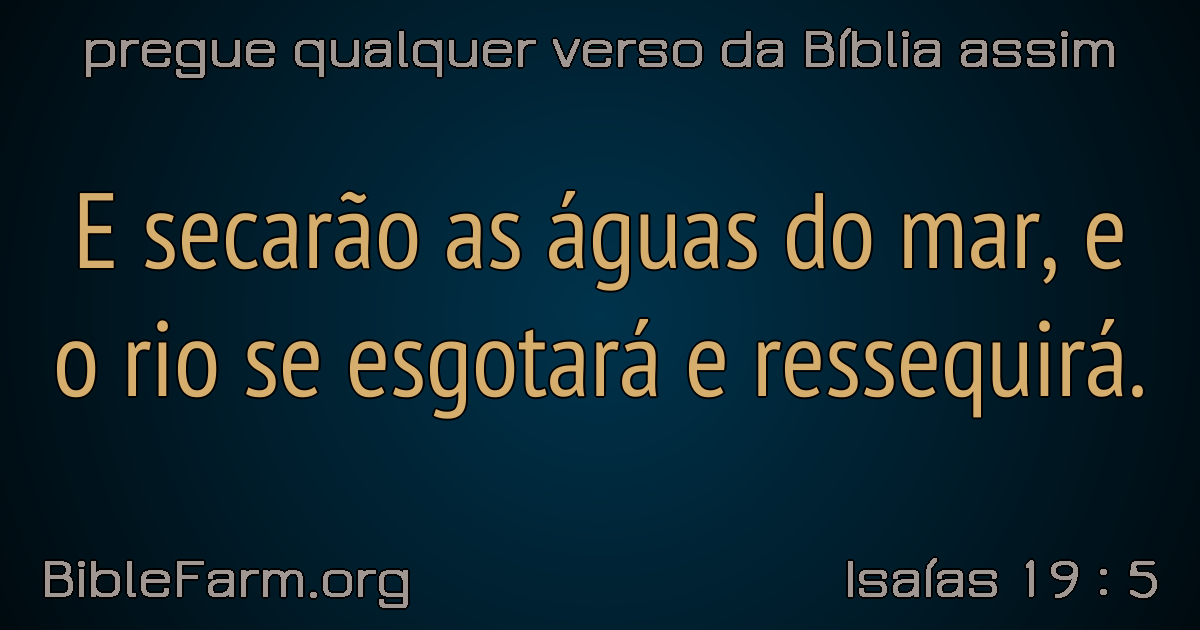 pregue qualquer verso da Bíblia assim
E secarão as águas do mar, e
o rio se esgotará e ressequirá.
BibleFarm.org
Isaías 19 : 5